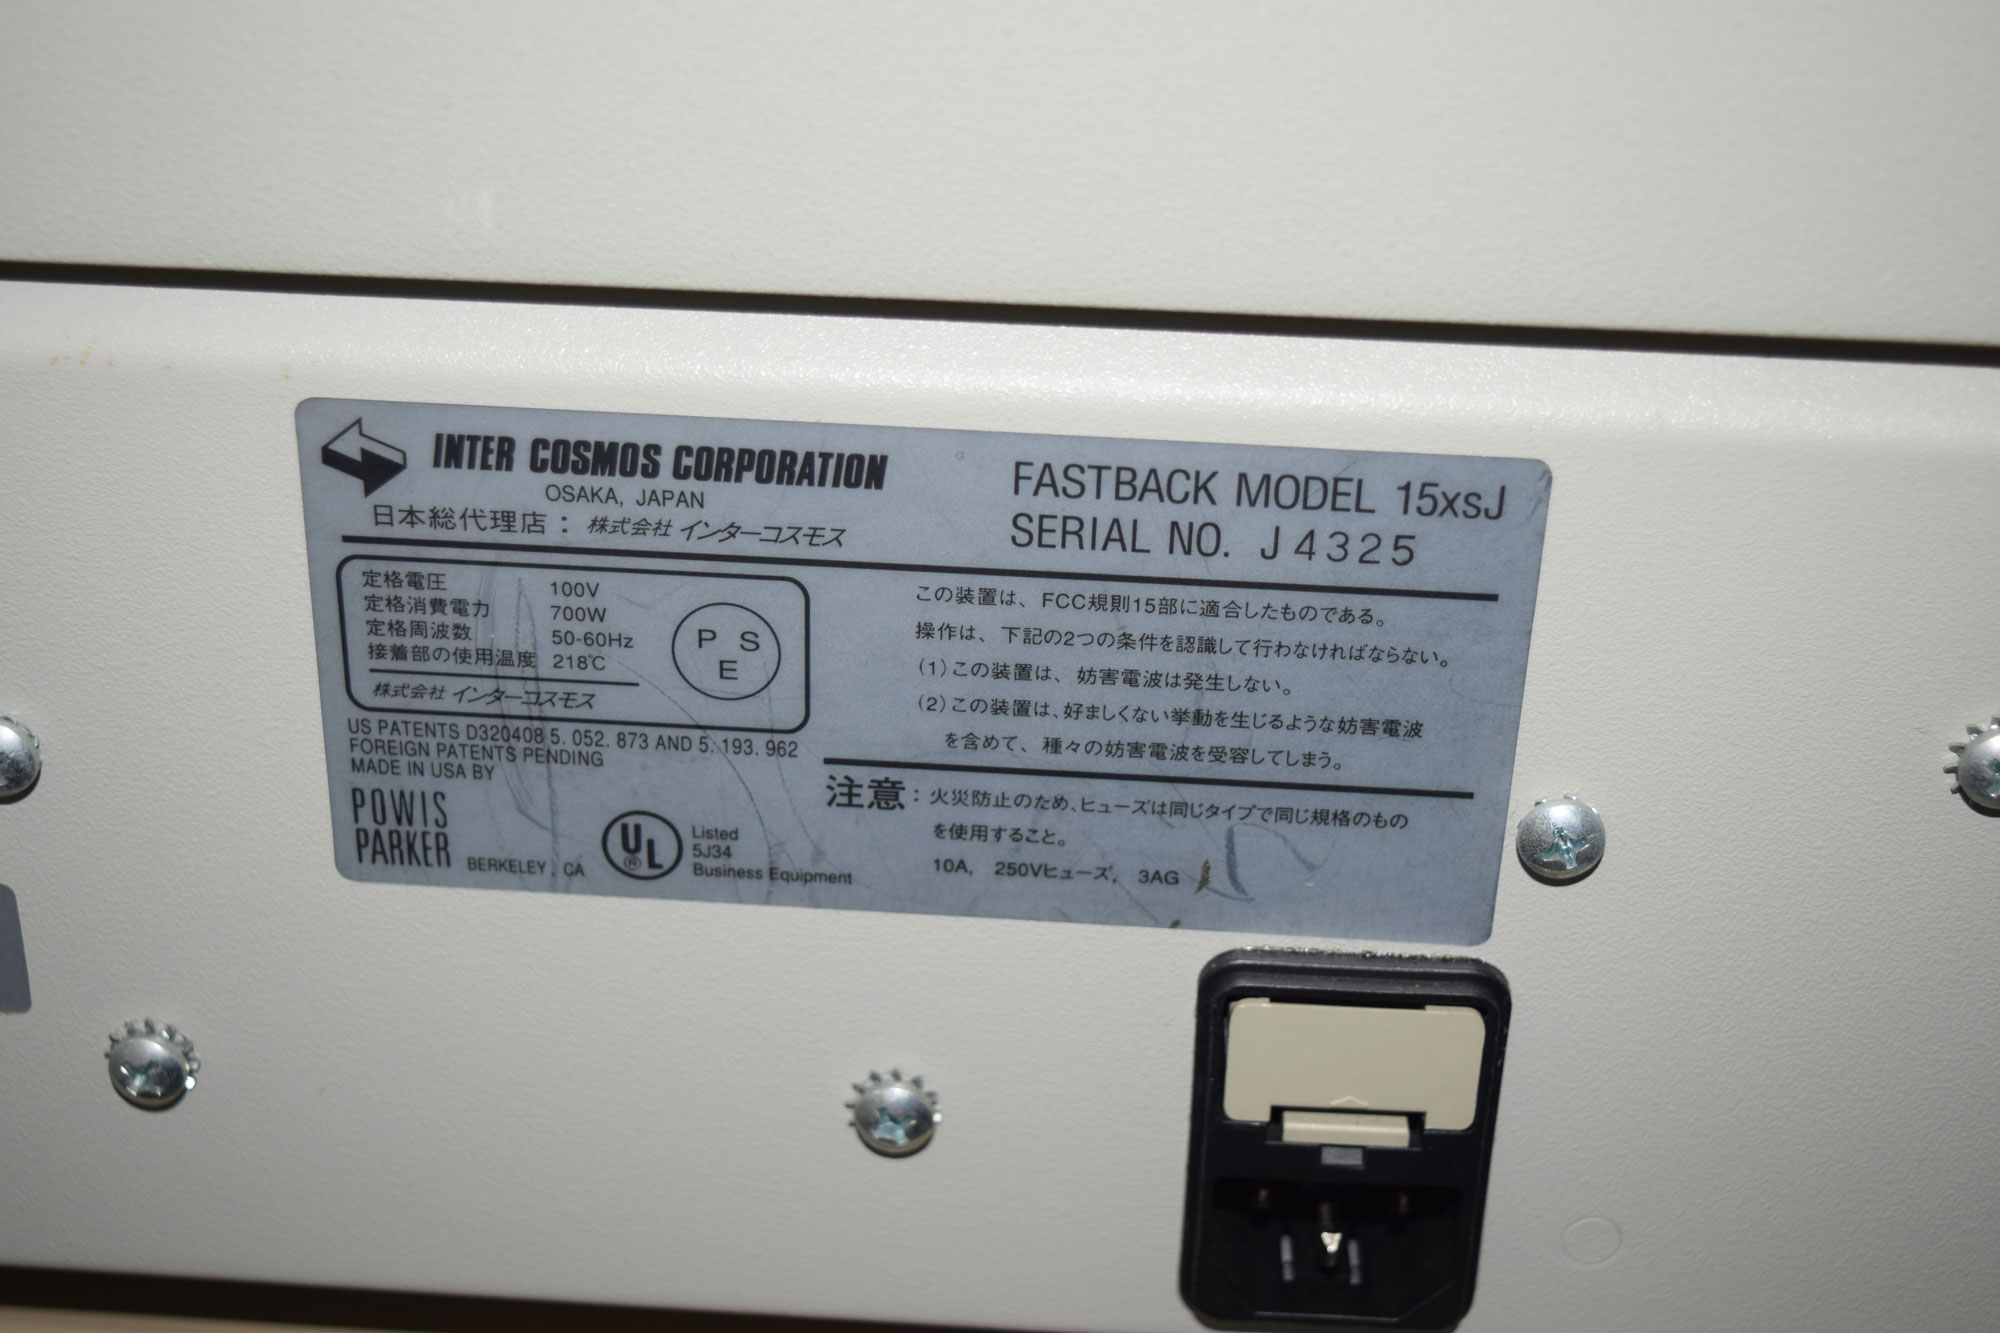 INTER COSMOS CORPORATION
OSAKA, JAPAN
日本総代理店： 株式会社 インターコスモス
FASTBACK MODEL 15xsJ
SERIAL NO. J4325
定格電圧 100V
定格消費電力 700W
定格周波数 50-60Hz
接着部の使用温度 218℃
株式会社 インターコスモス
P S
E
US PATENTS D320408 5. 052. 873 AND 5. 193. 962
FOREIGN PATENTS PENDING
MADE IN USA BY
POWIS
PARKER
BERKELEY, CA
UL
®
Listed
5J34
Business Equipment
この装置は、FCC規則15部に適合したものである。
操作は、下記の2つの条件を認識して行わなければならない。
(1)この装置は、妨害電波は発生しない。
(2)この装置は、好ましくない挙動を生じるような妨害電波
を含めて、種々の妨害電波を受容してしまう。
注意：火災防止のため、ヒューズは同じタイプで同じ規格のもの
を使用すること。
10A, 250Vヒューズ, 3AG